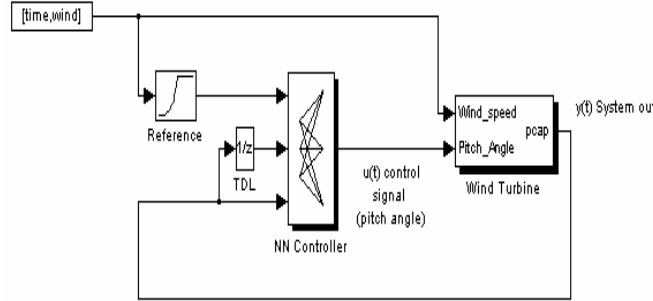 [time,wind]
Reference
1/z
TDL
NN Controller
u(t) control
signal
(pitch angle)
Wind_speed
pcap
Pitch_Angle
Wind Turbine
y(t) System out